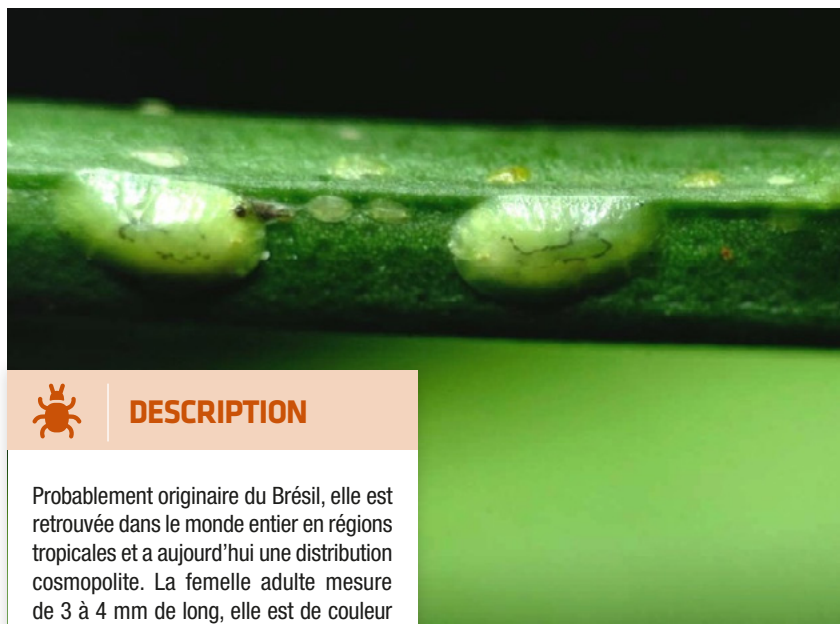 DESCRIPTION
Probablement originaire du Brésil, elle est
retrouvée dans le monde entier en régions
tropicales et a aujourd'hui une distribution
cosmopolite. La femelle adulte mesure
de 3 à 4 mm de long, elle est de couleur